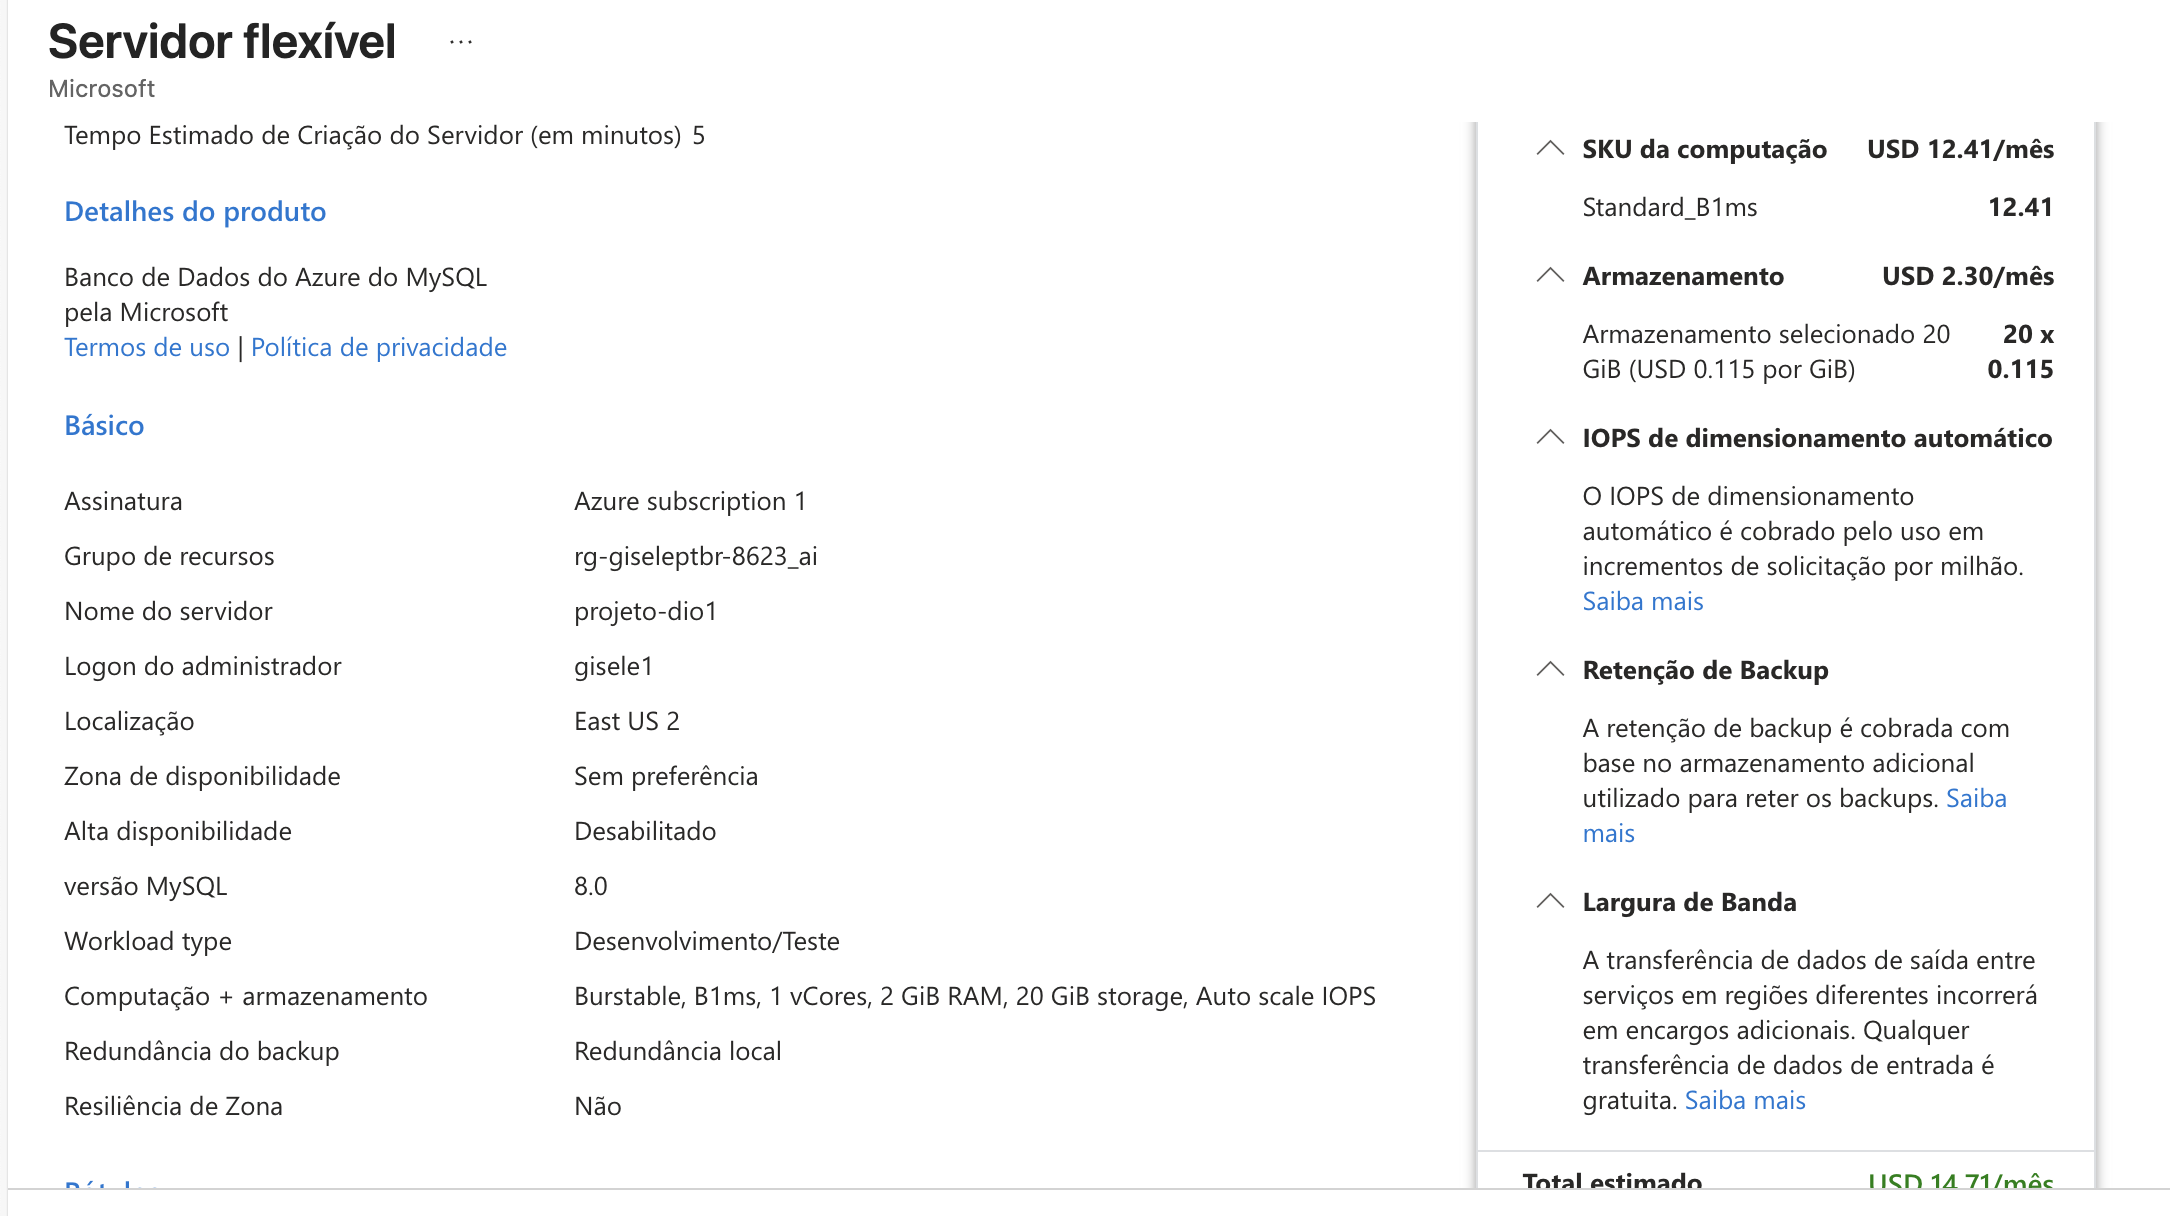 Servidor flexível ...
Microsoft
Tempo Estimado de Criação do Servidor (em minutos) 5
Detalhes do produto
Banco de Dados do Azure do MySQL
pela Microsoft
Termos de uso | Política de privacidade
Básico
Assinatura Azure subscription 1
Grupo de recursos rg-giseleptbr-8623_ai
Nome do servidor projeto-dio1
Logon do administrador gisele1
Localização East US 2
Zona de disponibilidade Sem preferência
Alta disponibilidade Desabilitado
versão MySQL 8.0
Workload type Desenvolvimento/Teste
Computação + armazenamento Burstable, B1ms, 1 vCores, 2 GiB RAM, 20 GiB storage, Auto scale IOPS
Redundância do backup Redundância local
Resiliência de Zona Não
SKU da computação USD 12.41/mês
Standard_B1ms 12.41
Armazenamento USD 2.30/mês
Armazenamento selecionado 20 20 x
GiB (USD 0.115 por GiB) 0.115
IOPS de dimensionamento automático
O IOPS de dimensionamento
automático é cobrado pelo uso em
incrementos de solicitação por milhão.
Saiba mais
Retenção de Backup
A retenção de backup é cobrada com
base no armazenamento adicional
utilizado para reter os backups. Saiba
mais
Largura de Banda
A transferência de dados de saída entre
serviços em regiões diferentes incorrerá
em encargos adicionais. Qualquer
transferência de dados de entrada é
gratuita. Saiba mais
Total estimado USD 14.71/mês